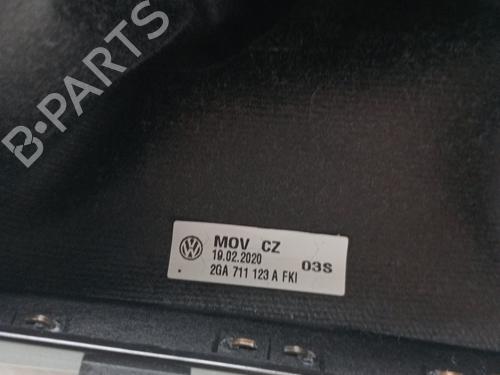 B-PARTS
MOV CZ
19.02.2020
03S
2GA 711 123 A FKI